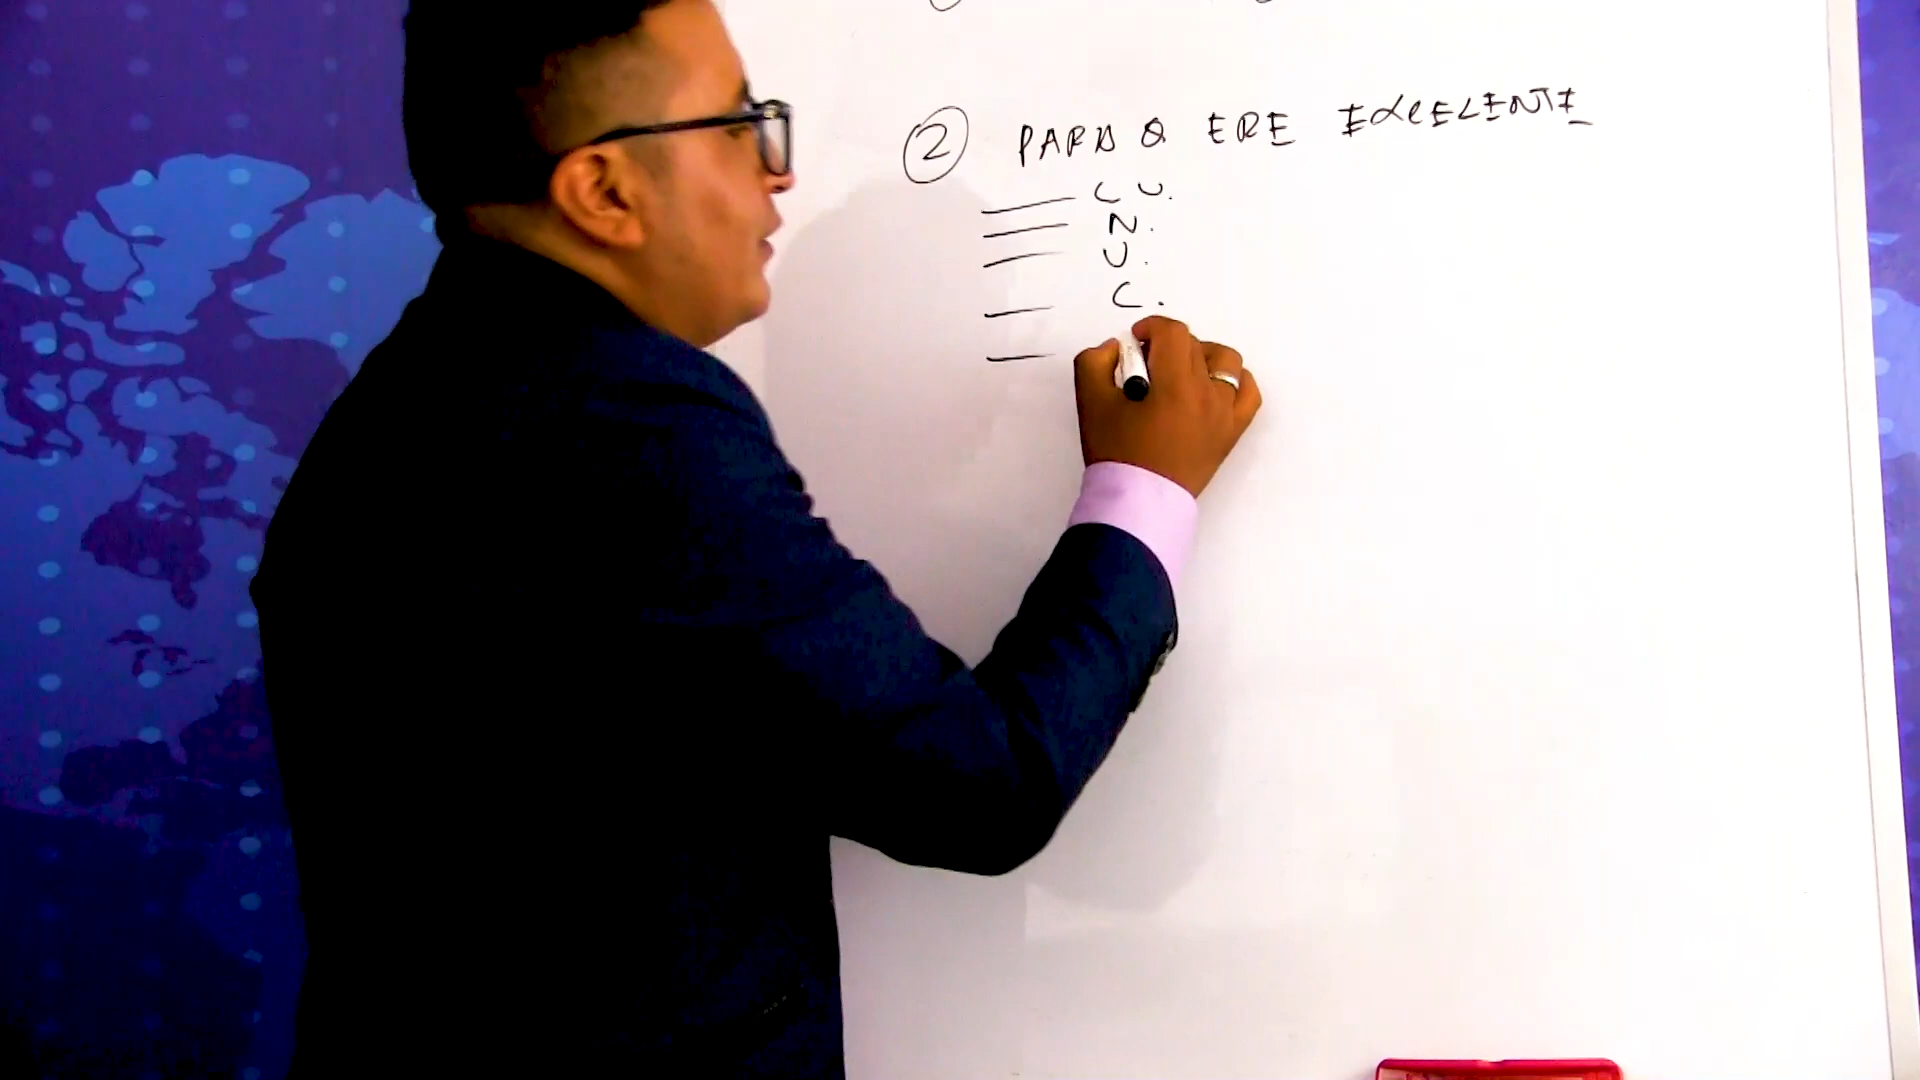 2 PARA Q ERE EXCELENTE
C U.
N.
U.
C.